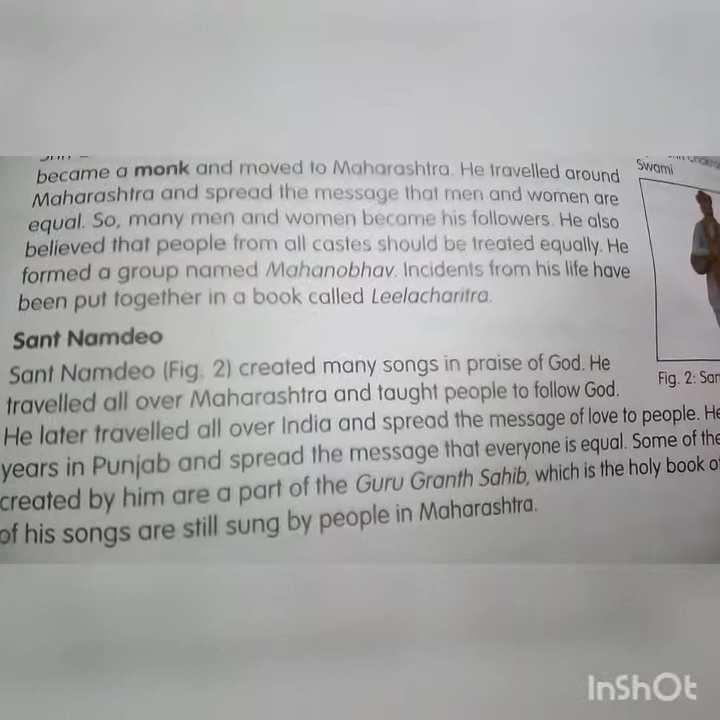 became a monk and moved to Maharashtra. He travelled around
Maharashtra and spread the message that men and women are
equal. So, many men and women became his followers. He also
believed that people from all castes should be treated equally. He
formed a group named Mahanobhav. Incidents from his life have
been put together in a book called Leelacharitra.
Swami
Sant Namdeo
Sant Namdeo (Fig. 2) created many songs in praise of God. He
travelled all over Maharashtra and taught people to follow God.
He later travelled all over India and spread the message of love to people. He
years in Punjab and spread the message that everyone is equal. Some of the
created by him are a part of the Guru Granth Sahib, which is the holy book of
of his songs are still sung by people in Maharashtra.
Fig. 2: San
InShOt